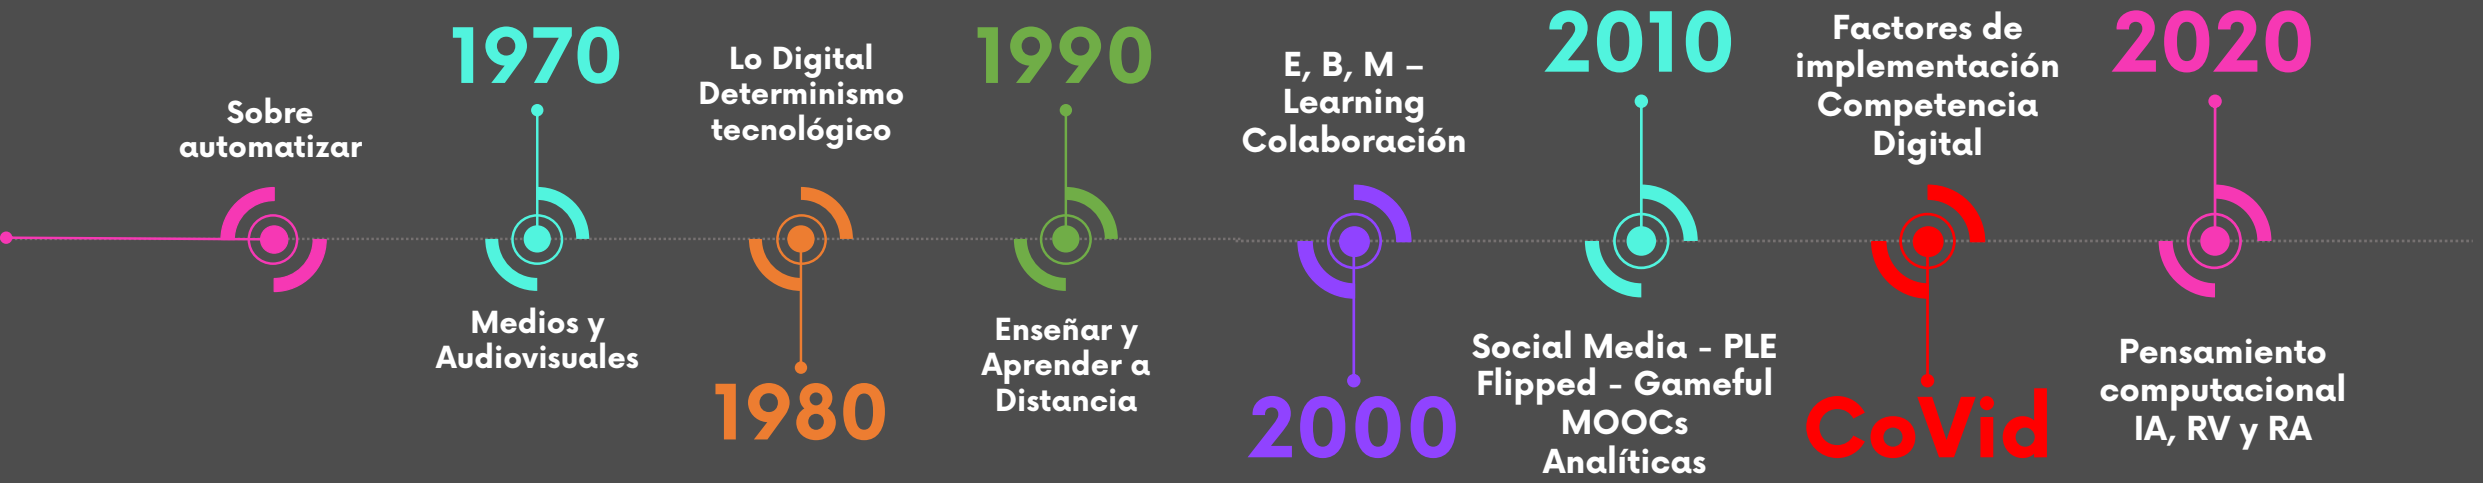 Sobre
automatizar
1970
Medios y
Audiovisuales
Lo Digital
Determinismo
tecnológico
1980
1990
Enseñar y
Aprender a
Distancia
E, B, M –
Learning
Colaboración
2000
2010
Social Media - PLE
Flipped - Gameful
MOOCs
Analíticas
Factores de
implementación
Competencia
Digital
CoVid
2020
Pensamiento
computacional
IA, RV y RA